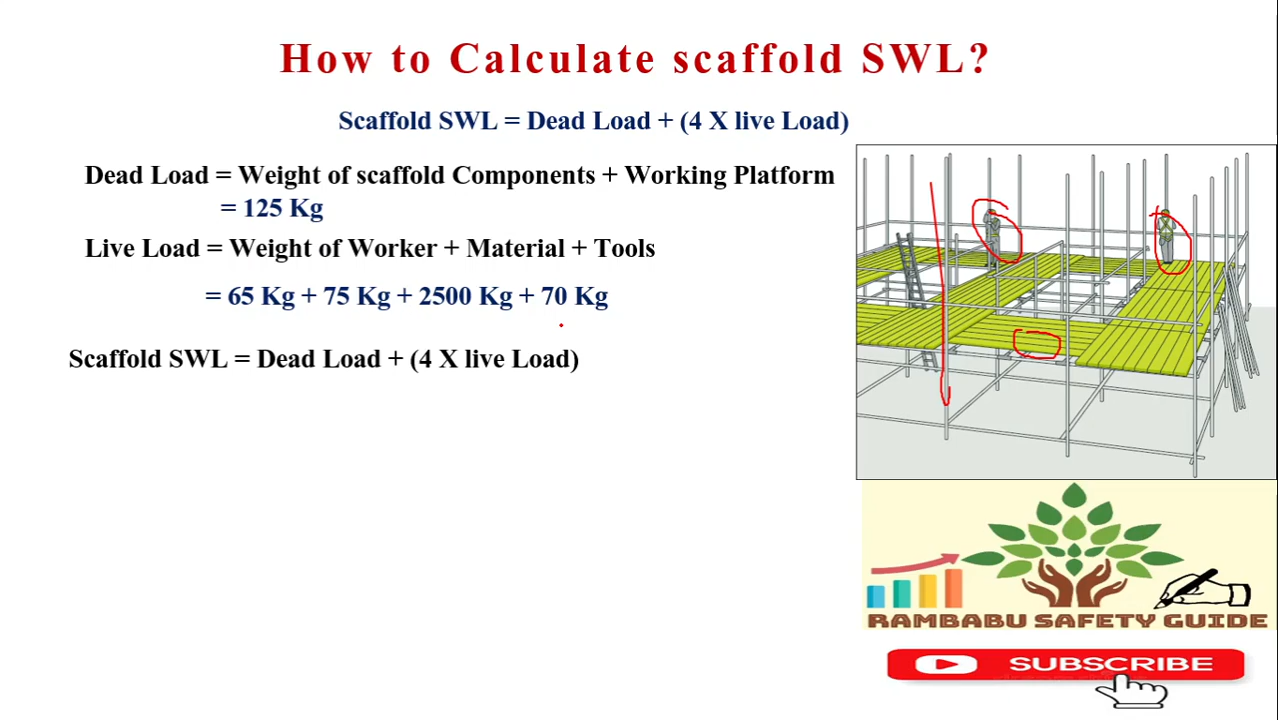 How to Calculate scaffold SWL?
Scaffold SWL = Dead Load + (4 X live Load)
Dead Load = Weight of scaffold Components + Working Platform
= 125 Kg
Live Load = Weight of Worker + Material + Tools
= 65 Kg + 75 Kg + 2500 Kg + 70 Kg
Scaffold SWL = Dead Load + (4 X live Load)
RAMBABU SAFETY GUIDE
SUBSCRIBE